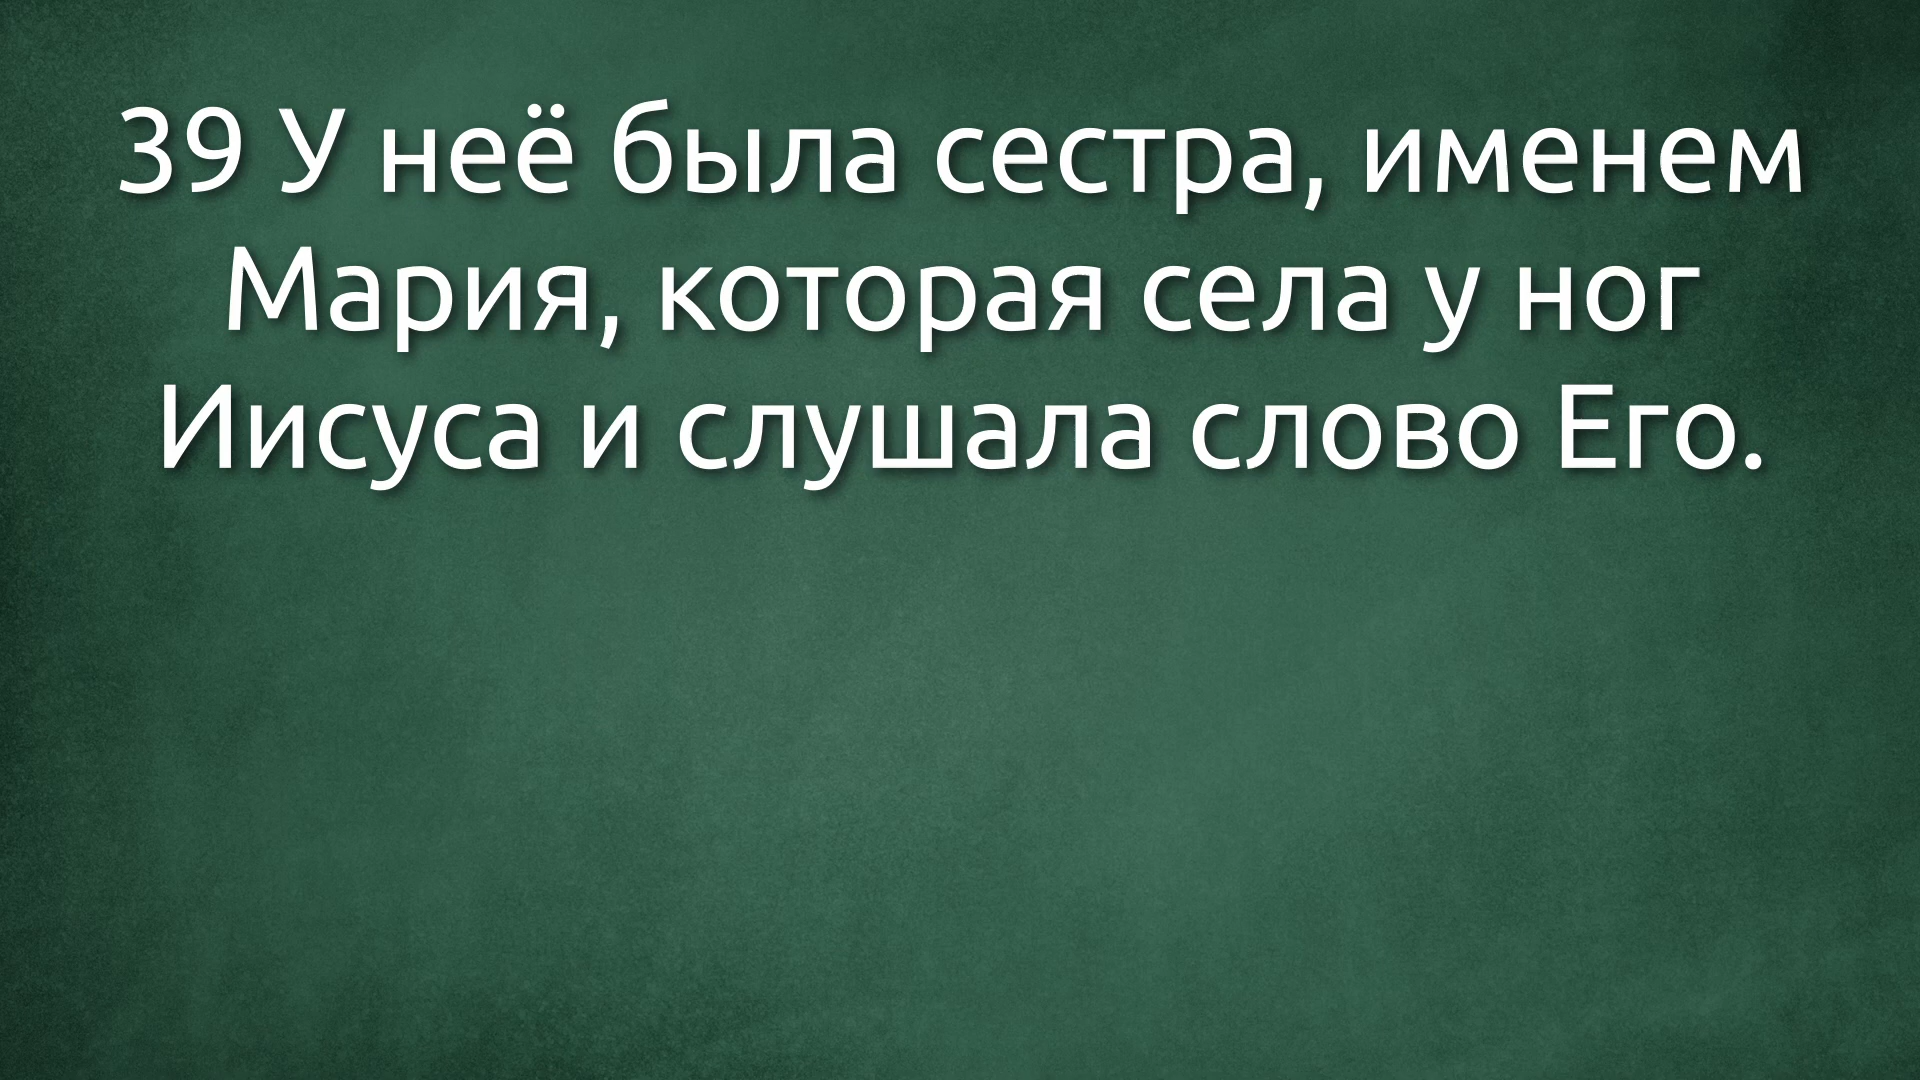 39 У неё была сестра, именем
Мария, которая села у ног
Иисуса и слушала слово Его.